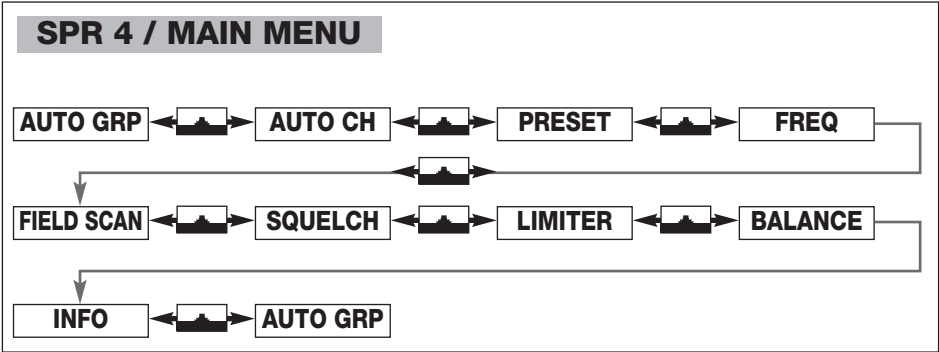 SPR 4 / MAIN MENU
AUTO GRP AUTO CH PRESET FREQ
FIELD SCAN SQUELCH LIMITER BALANCE
INFO AUTO GRP